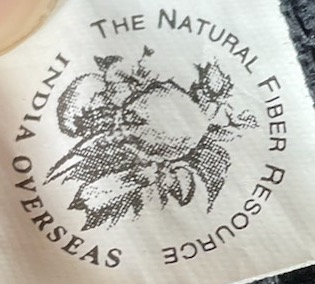 THE NATURAL FIBER RESOURCE
INDIA OVERSEAS